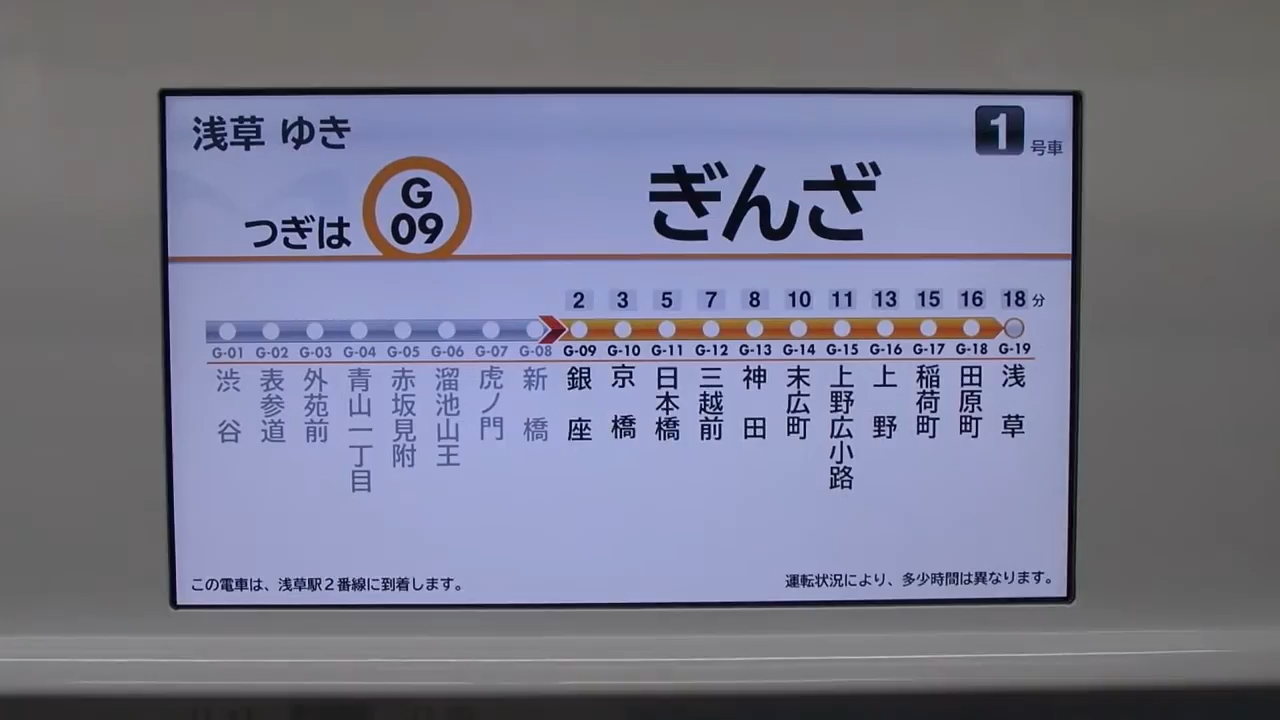 浅草 ゆき
1 号車
つぎは
G
09
ぎんざ
2 3 5 7 8 10 11 13 15 16 18 分
G-01 G-02 G-03 G-04 G-05 G-06 G-07 G-08 G-09 G-10 G-11 G-12 G-13 G-14 G-15 G-16 G-17 G-18 G-19
渋谷
表参道
外苑前
青山一丁目
赤坂見附
溜池山王
虎ノ門
新橋
銀座
京橋
日本橋
三越前
神田
末広町
上野広小路
上野
稲荷町
田原町
浅草
この電車は、浅草駅2番線に到着します。
運転状況により、多少時間は異なります。